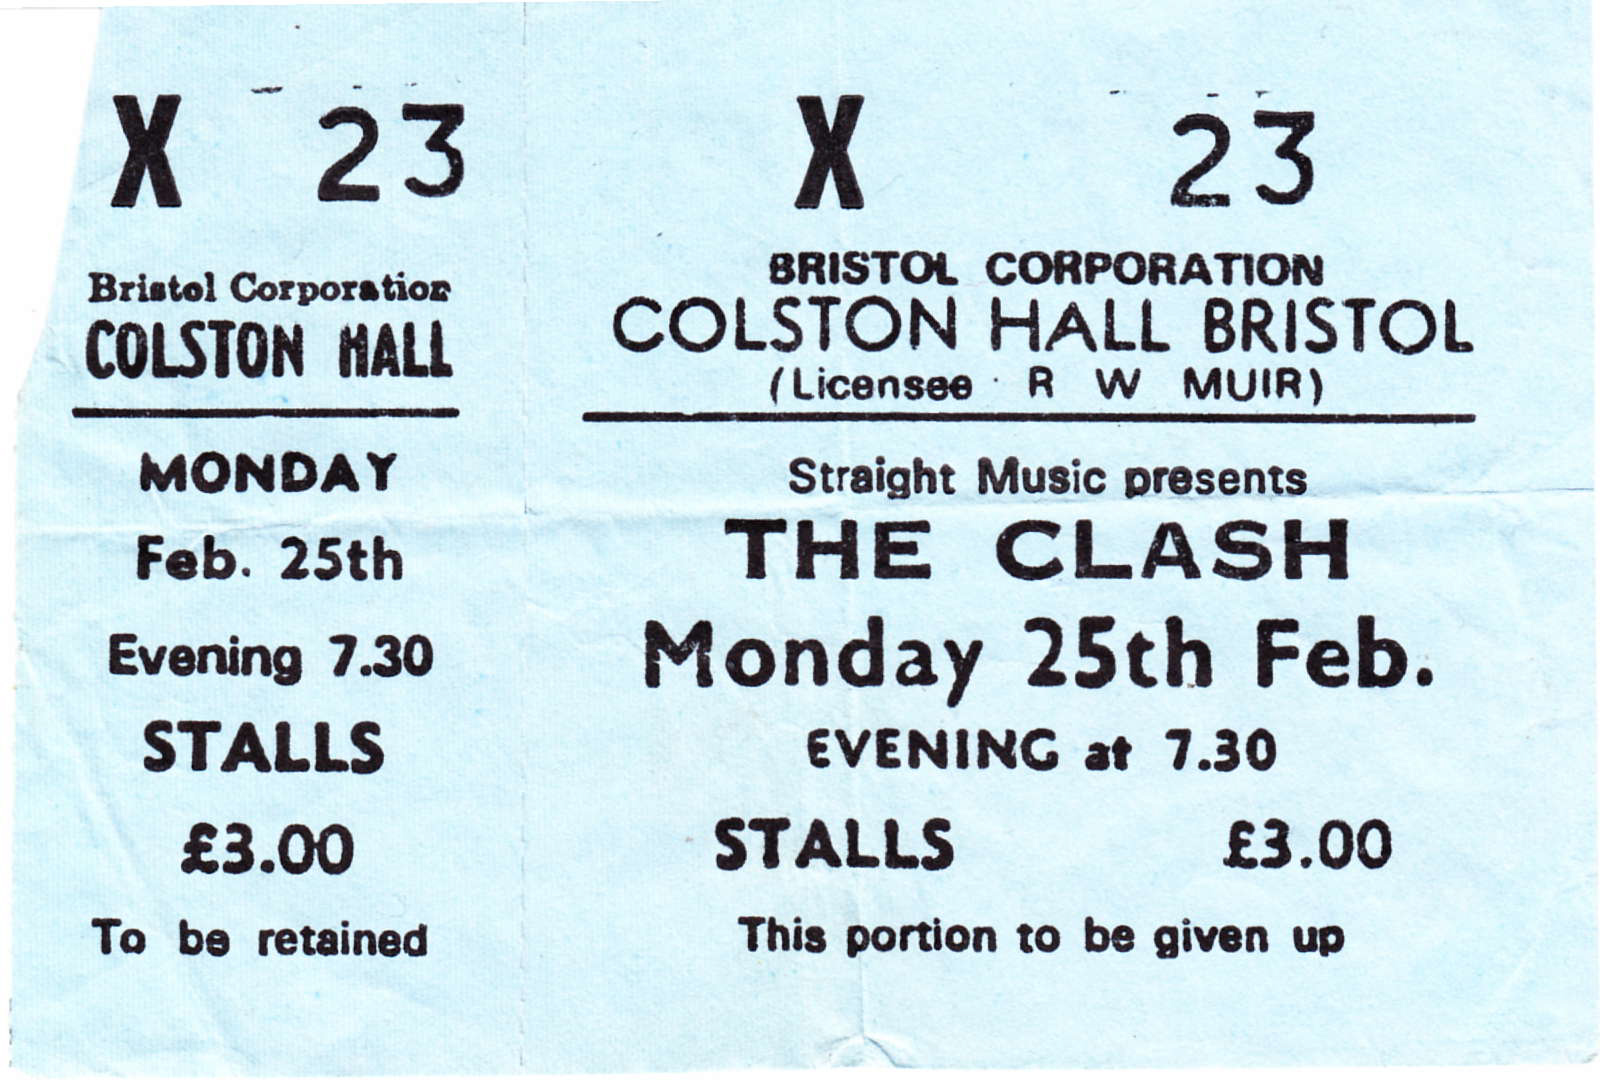 X 23
Bristol Corporation
COLSTON HALL
MONDAY
Feb. 25th
Evening 7.30
STALLS
£3.00
To be retained
X 23
BRISTOL CORPORATION
COLSTON HALL BRISTOL
(Licensee R W MUIR)
Straight Music presents
THE CLASH
Monday 25th Feb.
EVENING at 7.30
STALLS £3.00
This portion to be given up